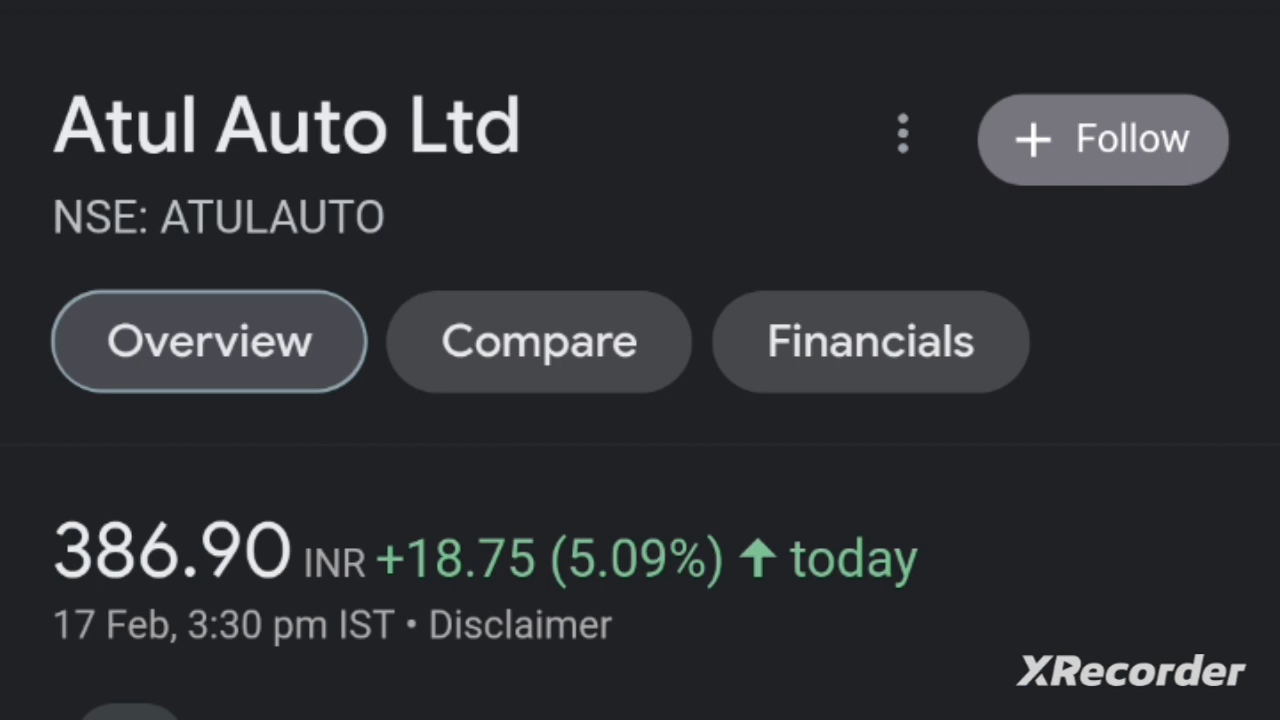 Atul Auto Ltd
+ Follow
NSE: ATULAUTO
Overview
Compare
Financials
386.90 INR +18.75 (5.09%) ↑ today
17 Feb, 3:30 pm IST • Disclaimer
XRecorder